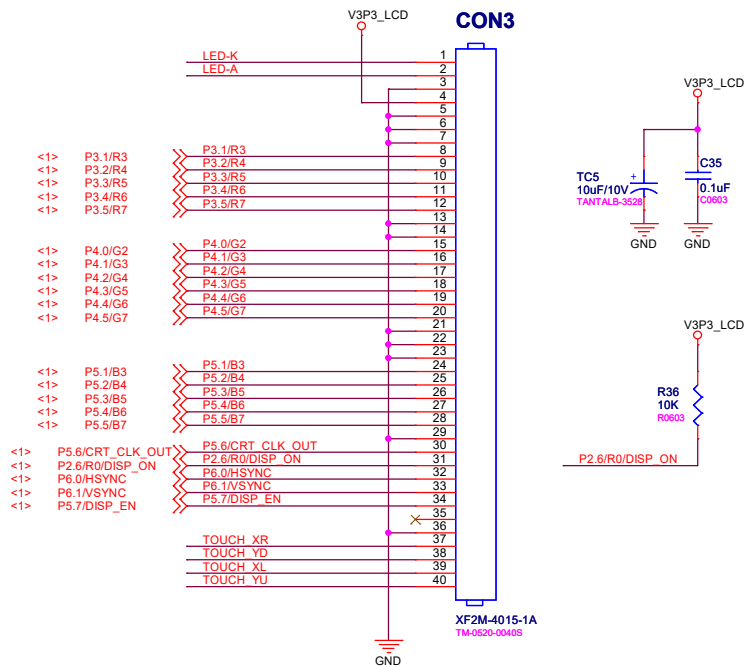 V3P3_LCD
CON3
LED-K
1
LED-A
2
3
4
5
6
7
<1> P3.1/R3 P3.1/R3 8
<1> P3.2/R4 P3.2/R4 9
<1> P3.3/R5 P3.3/R5 10
<1> P3.4/R6 P3.4/R6 11
<1> P3.5/R7 P3.5/R7 12
13
14
<1> P4.0/G2 P4.0/G2 15
<1> P4.1/G3 P4.1/G3 16
<1> P4.2/G4 P4.2/G4 17
<1> P4.3/G5 P4.3/G5 18
<1> P4.4/G6 P4.4/G6 19
<1> P4.5/G7 P4.5/G7 20
21
22
23
<1> P5.1/B3 P5.1/B3 24
<1> P5.2/B4 P5.2/B4 25
<1> P5.3/B5 P5.3/B5 26
<1> P5.4/B6 P5.4/B6 27
<1> P5.5/B7 P5.5/B7 28
29
<1> P5.6/CRT_CLK_OUT P5.6/CRT_CLK_OUT 30
<1> P2.6/R0/DISP_ON P2.6/R0/DISP_ON 31
<1> P6.0/HSYNC P6.0/HSYNC 32
<1> P6.1/VSYNC P6.1/VSYNC 33
<1> P5.7/DISP_EN P5.7/DISP_EN 34
35
36
TOUCH_XR 37
TOUCH_YD 38
TOUCH_XL 39
TOUCH_YU 40
XF2M-4015-1A
TM-0520-0040S
GND
V3P3_LCD
TC5
+
10uF/10V
TANTALB-3528
GND
C35
0.1uF
C0603
GND
V3P3_LCD
R36
10K
R0603
P2.6/R0/DISP_ON